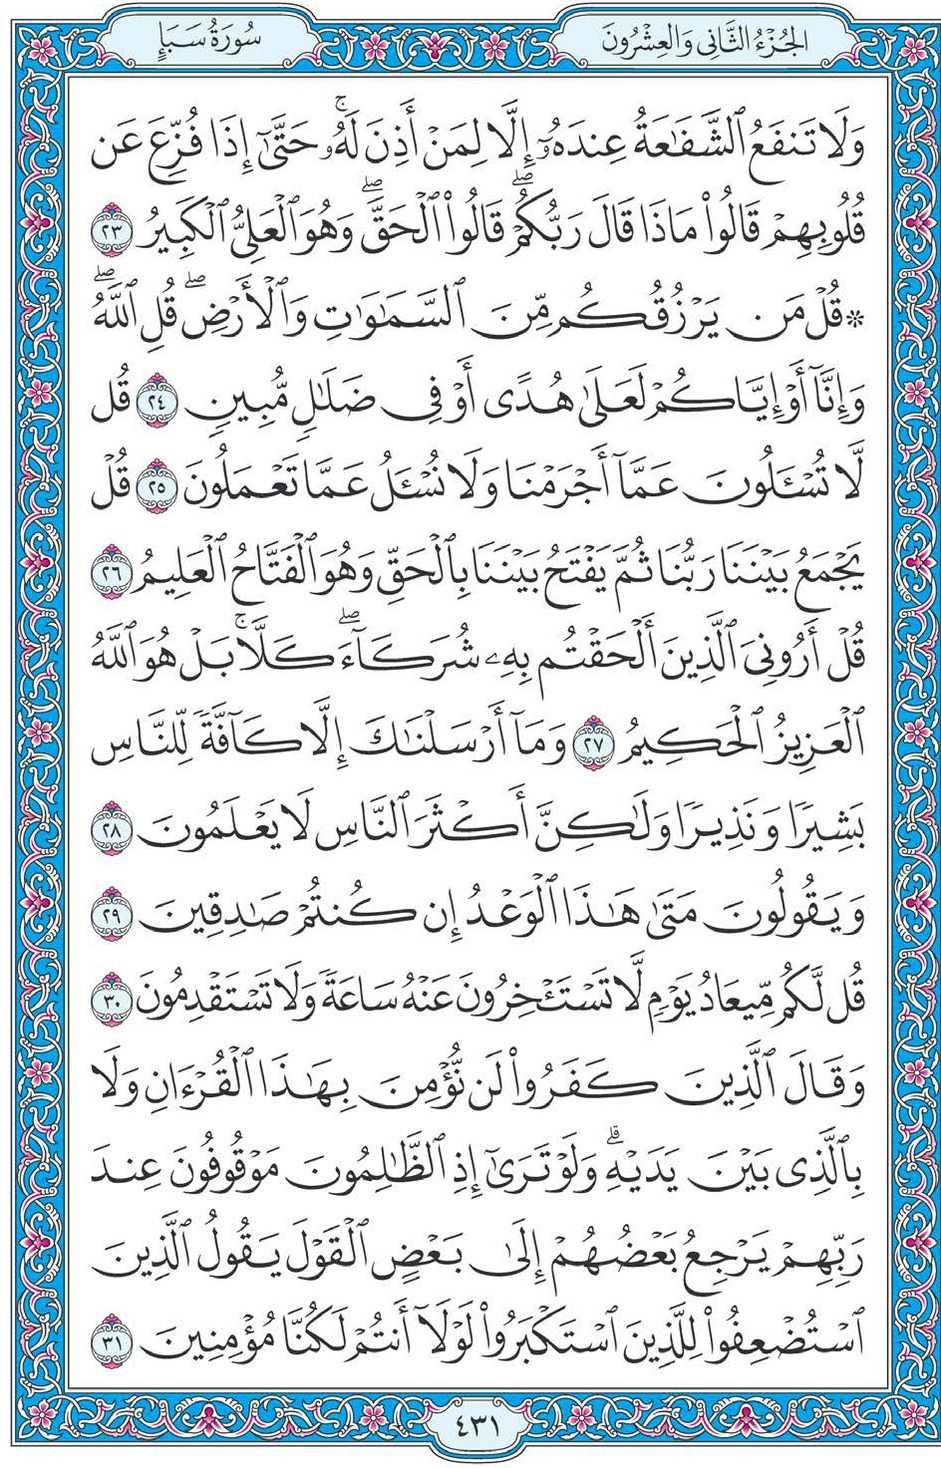 الجُزْءُ الثَّانِي وَالعِشْرُونَ
سُورَةُ سَبَإٍ
وَلَا تَنفَعُ ٱلشَّفَٰعَةُ عِندَهُۥٓ إِلَّا لِمَنْ أَذِنَ لَهُۥۚ حَتَّىٰٓ إِذَا فُزِّعَ عَن
قُلُوبِهِمْ قَالُوا۟ مَاذَا قَالَ رَبُّكُمْۖ قَالُوا۟ ٱلْحَقَّۖ وَهُوَ ٱلْعَلِىُّ ٱلْكَبِيرُ ٢٣
۞ قُلْ مَن يَرْزُقُكُم مِّنَ ٱلسَّمَٰوَٰتِ وَٱلْأَرْضِۖ قُلِ ٱللَّهُۖ
وَإِنَّآ أَوْ إِيَّاكُمْ لَعَلَىٰ هُدًى أَوْ فِى ضَلَٰلٍ مُّبِينٍ ٢٤ قُل
لَّا تُسْـَٔلُونَ عَمَّآ أَجْرَمْنَا وَلَا نُسْـَٔلُ عَمَّا تَعْمَلُونَ ٢٥ قُلْ
يَجْمَعُ بَيْنَنَا رَبُّنَا ثُمَّ يَفْتَحُ بَيْنَنَا بِٱلْحَقِّ وَهُوَ ٱلْفَتَّاحُ ٱلْعَلِيمُ ٢٦
قُلْ أَرُونِىَ ٱلَّذِينَ أَلْحَقْتُم بِهِۦ شُرَكَآءَۖ كَلَّاۚ بَلْ هُوَ ٱللَّهُ
ٱلْعَزِيزُ ٱلْحَكِيمُ ٢٧ وَمَآ أَرْسَلْنَٰكَ إِلَّا كَآفَّةً لِّلنَّاسِ
بَشِيرًا وَنَذِيرًا وَلَٰكِنَّ أَكْثَرَ ٱلنَّاسِ لَا يَعْلَمُونَ ٢٨
وَيَقُولُونَ مَتَىٰ هَٰذَا ٱلْوَعْدُ إِن كُنتُمْ صَٰدِقِينَ ٢٩
قُل لَّكُم مِّيعَادُ يَوْمٍ لَّا تَسْتَـْٔخِرُونَ عَنْهُ سَاعَةً وَلَا تَسْتَقْدِمُونَ ٣٠
وَقَالَ ٱلَّذِينَ كَفَرُوا۟ لَن نُّؤْمِنَ بِهَٰذَا ٱلْقُرْءَانِ وَلَا
بِٱلَّذِى بَيْنَ يَدَيْهِۗ وَلَوْ تَرَىٰٓ إِذِ ٱلظَّٰلِمُونَ مَوْقُوفُونَ عِندَ
رَبِّهِمْ يَرْجِعُ بَعْضُهُمْ إِلَىٰ بَعْضٍ ٱلْقَوْلَ يَقُولُ ٱلَّذِينَ
ٱسْتُضْعِفُوا۟ لِلَّذِينَ ٱسْتَكْبَرُوا۟ لَوْلَآ أَنتُمْ لَكُنَّا مُؤْمِنِينَ ٣١
٤٣١